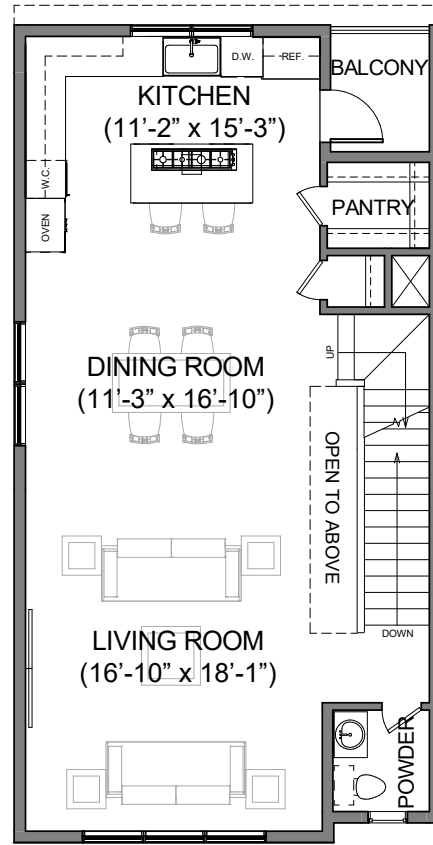 D.W.
REF.
BALCONY
KITCHEN
(11’-2” x 15’-3”)
W.C.
PANTRY
OVEN
UP
DINING ROOM
(11’-3” x 16’-10”)
OPEN TO ABOVE
DOWN
LIVING ROOM
(16’-10” x 18’-1”)
POWDER